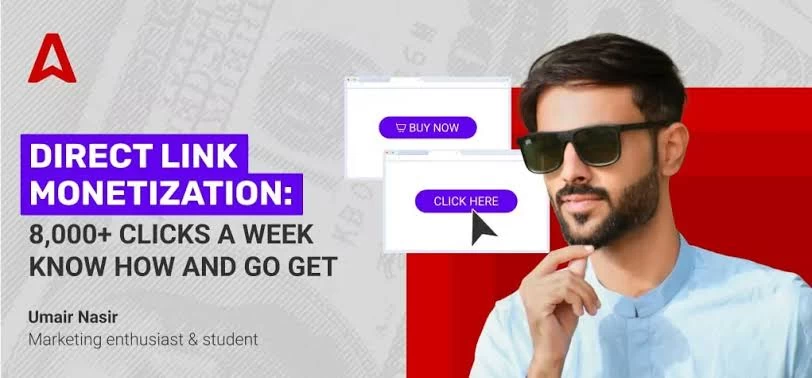 DIRECT LINK
MONETIZATION:
8,000+ CLICKS A WEEK
KNOW HOW AND GO GET
Umair Nasir
Marketing enthusiast & student
BUY NOW
CLICK HERE